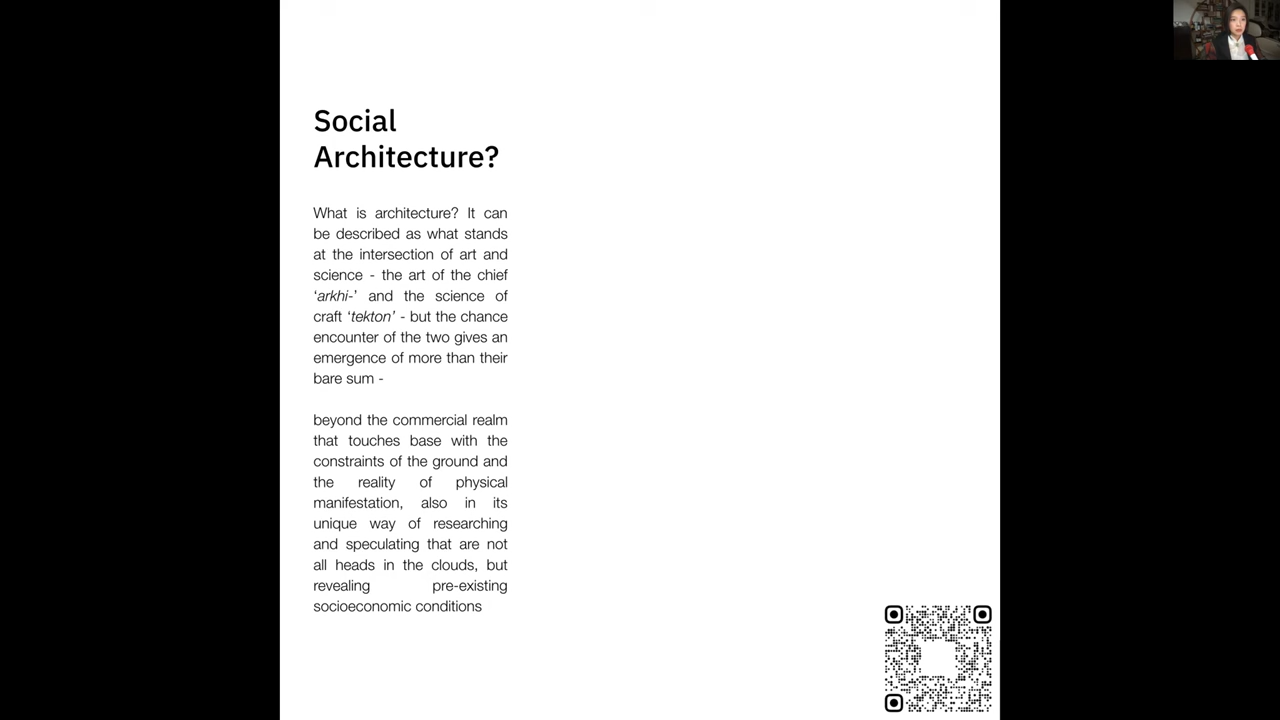 Social
Architecture?
What is architecture? It can
be described as what stands
at the intersection of art and
science - the art of the chief
‘arkhi-’ and the science of
craft ‘tekton’ - but the chance
encounter of the two gives an
emergence of more than their
bare sum -
beyond the commercial realm
that touches base with the
constraints of the ground and
the reality of physical
manifestation, also in its
unique way of researching
and speculating that are not
all heads in the clouds, but
revealing pre-existing
socioeconomic conditions